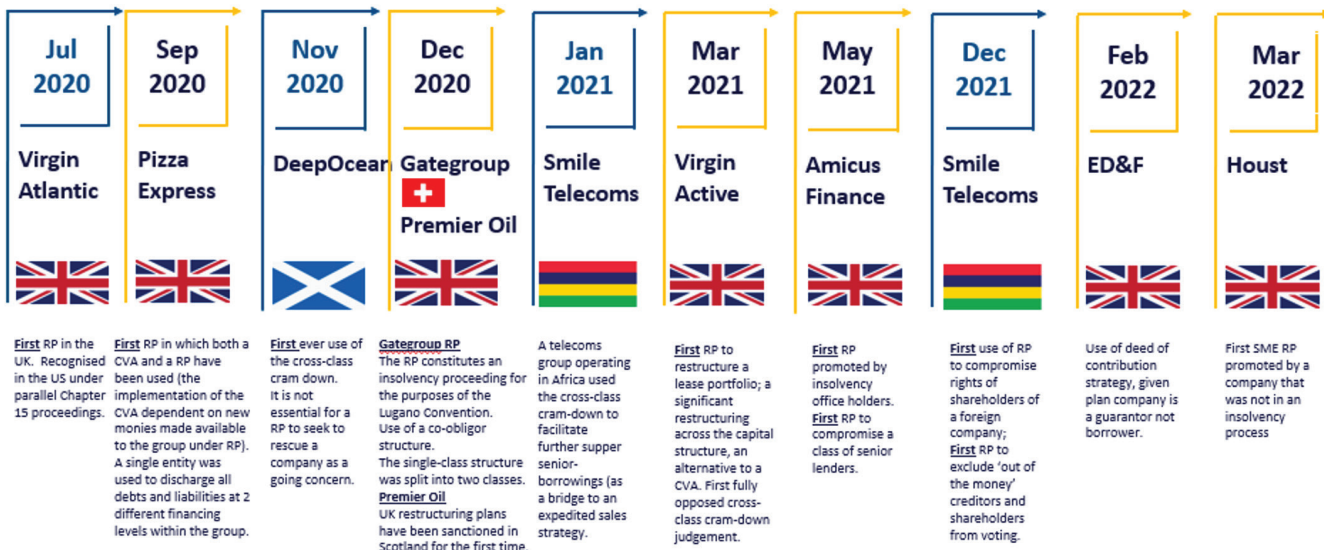 Jul
2020
Sep
2020
Nov
2020
Dec
2020
Jan
2021
Mar
2021
May
2021
Dec
2021
Feb
2022
Mar
2022
Virgin
Atlantic
Pizza
Express
DeepOcean
Gategroup
Premier Oil
Smile
Telecoms
Virgin
Active
Amicus
Finance
Smile
Telecoms
ED&F
Houst
First RP in the
UK. Recognised
in the US under
parallel Chapter
15 proceedings.
First RP in which both a
CVA and a RP have
been used (the
implementation of the
CVA dependent on new
monies made available
to the group under RP).
A single entity was
used to discharge all
debts and liabilities at 2
different financing
levels within the group.
First ever use of
the cross-class
cram down.
It is not
essential for a
RP to seek to
rescue a
company as a
going concern.
Gategroup RP
The RP constitutes an
insolvency proceeding for
the purposes of the
Lugano Convention.
Use of a co-obligor
structure.
The single-class structure
was split into two classes.
Premier Oil
UK restructuring plans
have been sanctioned in
Scotland for the first time.
A telecoms
group operating
in Africa used
the cross-class
cram-down to
facilitate
further supper
senior-
borrowings (as
a bridge to an
expedited sales
strategy.
First RP to
restructure a
lease portfolio; a
significant
restructuring
across the capital
structure, an
alternative to a
CVA. First fully
opposed cross-
class cram-down
judgement.
First RP
promoted by
insolvency
office holders.
First RP to
compromise a
class of senior
lenders.
First use of RP
to compromise
rights of
shareholders of
a foreign
company;
First RP to
exclude ‘out of
the money’
creditors and
shareholders
from voting.
Use of deed of
contribution
strategy, given
plan company is
a guarantor not
borrower.
First SME RP
promoted by a
company that
was not in an
insolvency
process